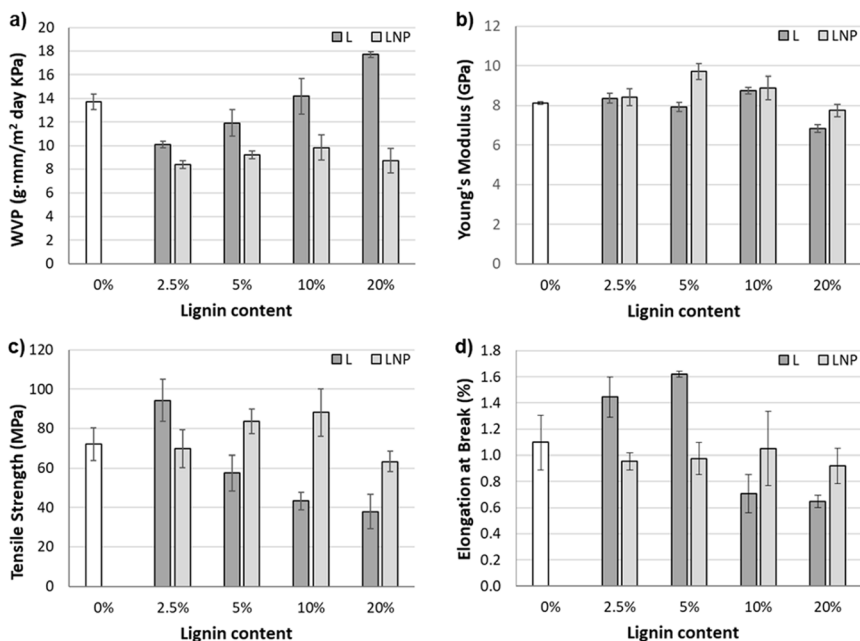 a)
L LNP
18
16
14
12
10
8
6
4
2
0
WVP (g·mm/m² day KPa)
0% 2.5% 5% 10% 20%
Lignin content
b)
L LNP
12
10
8
6
4
2
0
Young's Modulus (GPa)
0% 2.5% 5% 10% 20%
Lignin content
c)
L LNP
120
100
80
60
40
20
0
Tensile Strength (MPa)
0% 2.5% 5% 10% 20%
Lignin content
d)
L LNP
1.8
1.6
1.4
1.2
1.0
0.8
0.6
0.4
0.2
0.0
Elongation at Break (%)
0% 2.5% 5% 10% 20%
Lignin content